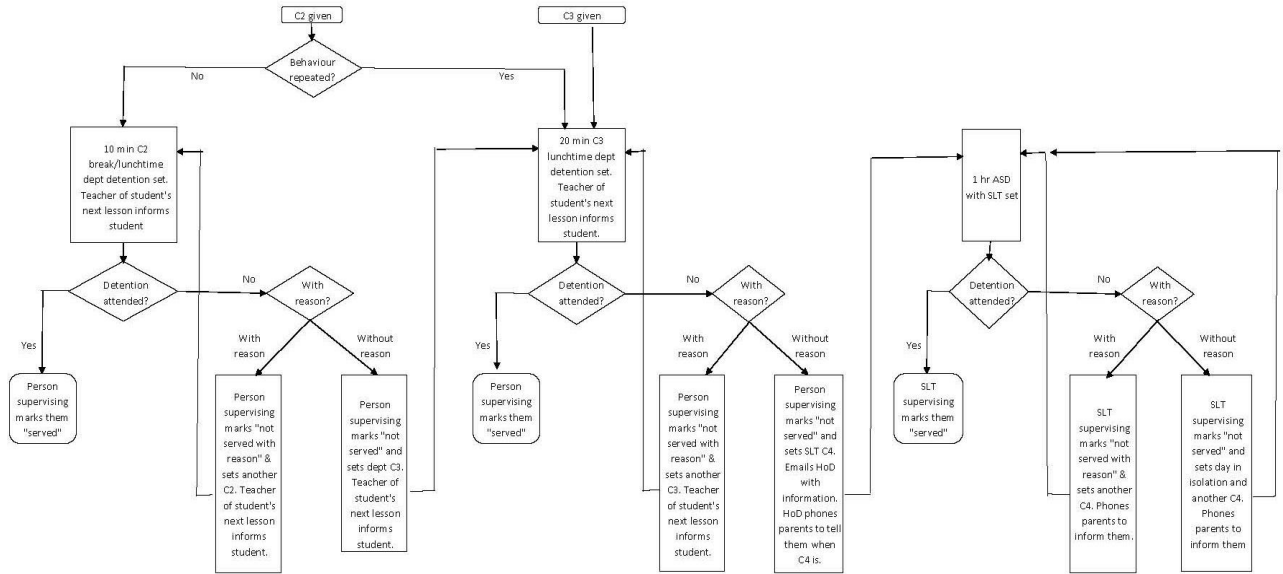 C2 given
C3 given
Behaviour
repeated?
No
Yes
10 min C2
break/lunchtime
dept detention set.
Teacher of student's
next lesson informs
student
20 min C3
lunchtime dept
detention set.
Teacher of
student's next
lesson informs
student.
1 hr ASD
with SLT set
Detention
attended?
No
With
reason?
Yes
With
reason
Without
reason
Person
supervising
marks them
"served"
Person
supervising
marks "not
served with
reason" &
sets another
C2. Teacher
of student's
next lesson
informs
student.
Person
supervising
marks "not
served" and
sets dept C3.
Teacher of
student's
next lesson
informs
student.
Detention
attended?
No
With
reason?
Yes
With
reason
Without
reason
Person
supervising
marks them
"served"
Person
supervising
marks "not
served with
reason" &
sets another
C3. Teacher of
student's next
lesson informs
student.
Person
supervising
marks "not
served" and
sets SLT C4.
Emails HoD
with
information.
HoD phones
parents to tell
them when
C4 is.
Detention
attended?
No
With
reason?
Yes
With
reason
Without
reason
SLT
supervising
marks them
"served"
SLT
supervising
marks "not
served with
reason" &
sets another
C4. Phones
parents to
inform them.
SLT
supervising
marks "not
served" and
sets day in
isolation and
another C4.
Phones
parents to
inform them